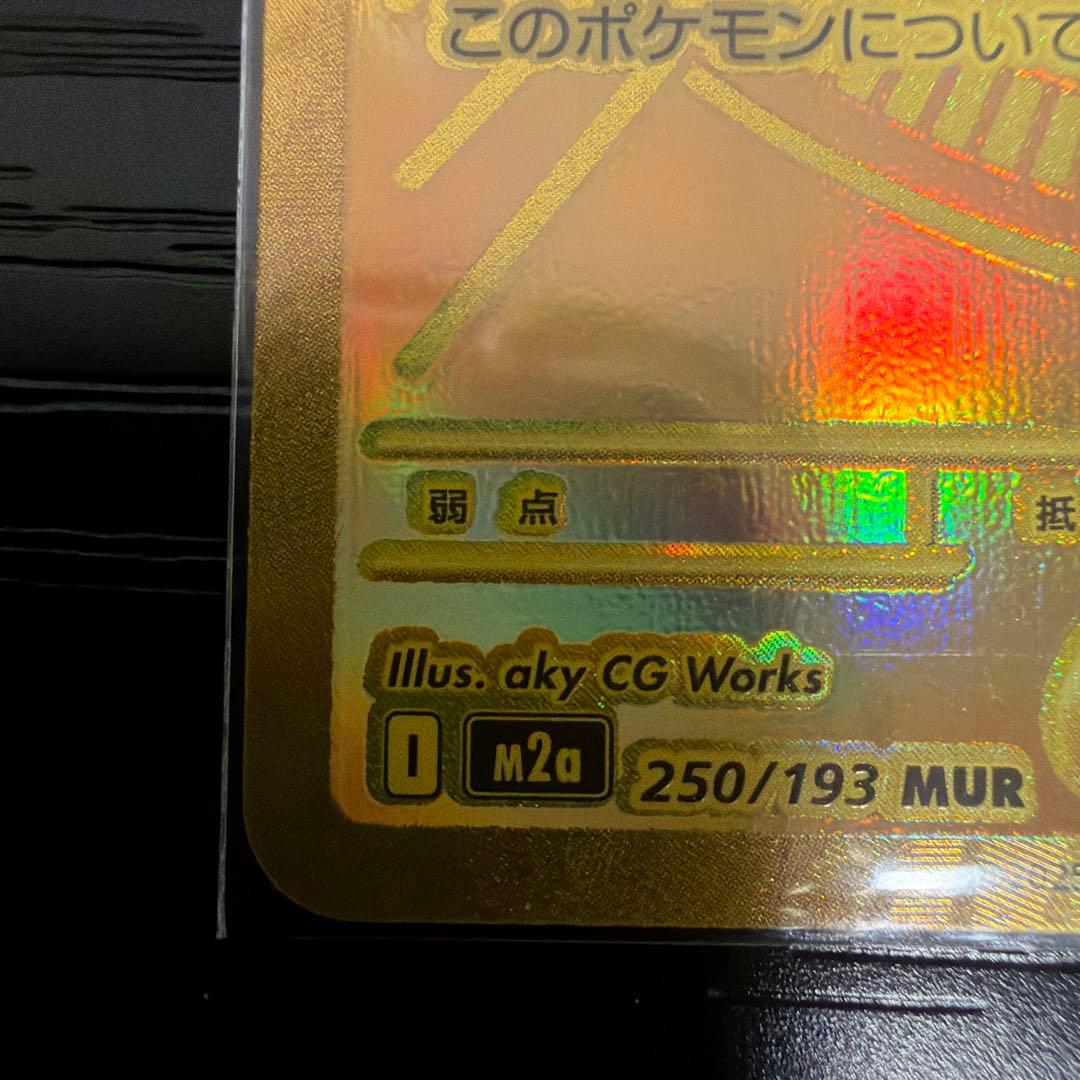 このポケモンについて
弱 点 抵
Illus. aky CG Works
I M2a 250/193 MUR